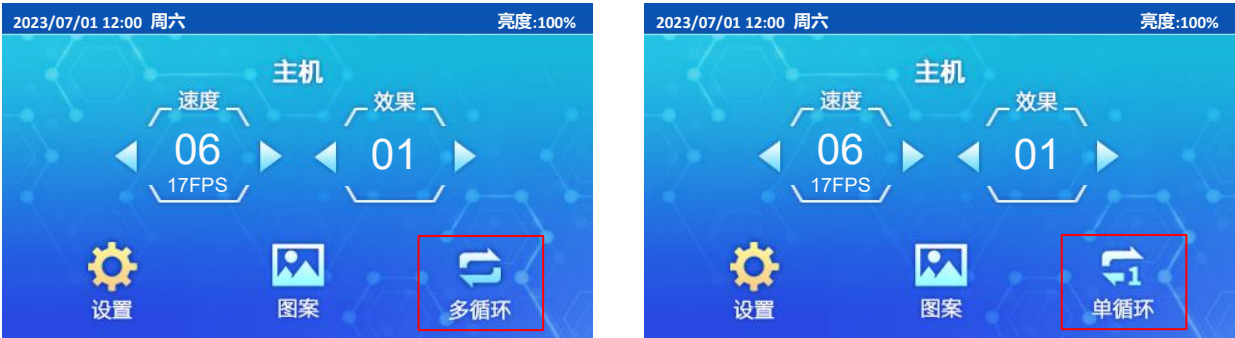 2023/07/01 12:00 周六 亮度:100%
主机
速度 效果
06 01
17FPS
设置 图案 多循环
2023/07/01 12:00 周六 亮度:100%
主机
速度 效果
06 01
17FPS
1
设置 图案 单循环